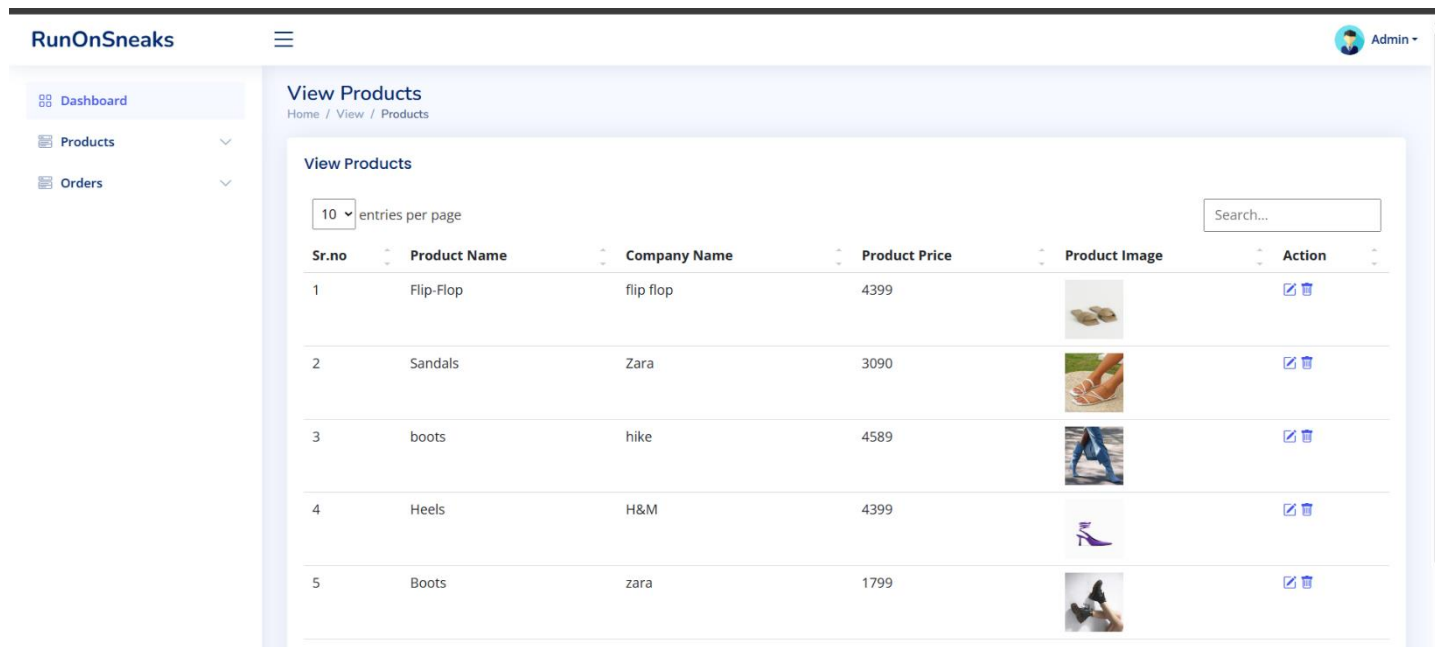 RunOnSneaks
Admin
Dashboard
Products
Orders
View Products
Home / View / Products
View Products
10 entries per page
Search...
Sr.no Product Name Company Name Product Price Product Image Action
1 Flip-Flop flip flop 4399
2 Sandals Zara 3090
3 boots hike 4589
4 Heels H&M 4399
5 Boots zara 1799